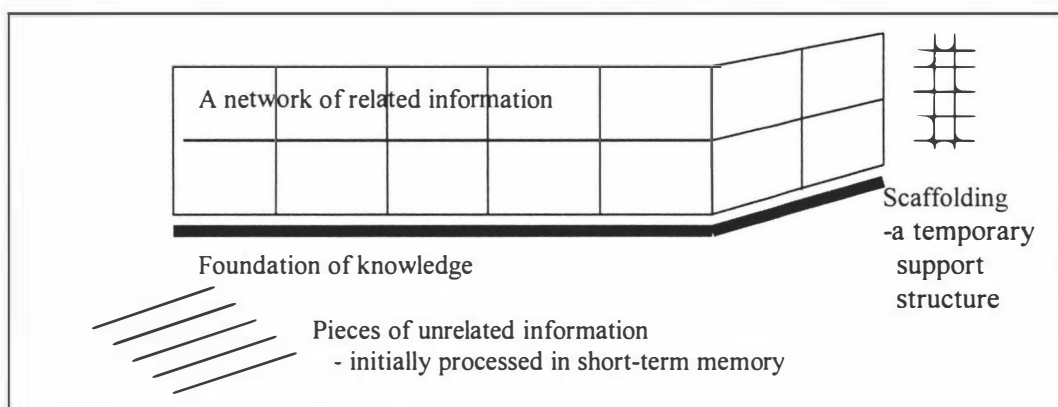 A network of related information
Scaffolding
-a temporary
support
structure
Foundation of knowledge
Pieces of unrelated information
- initially processed in short-term memory